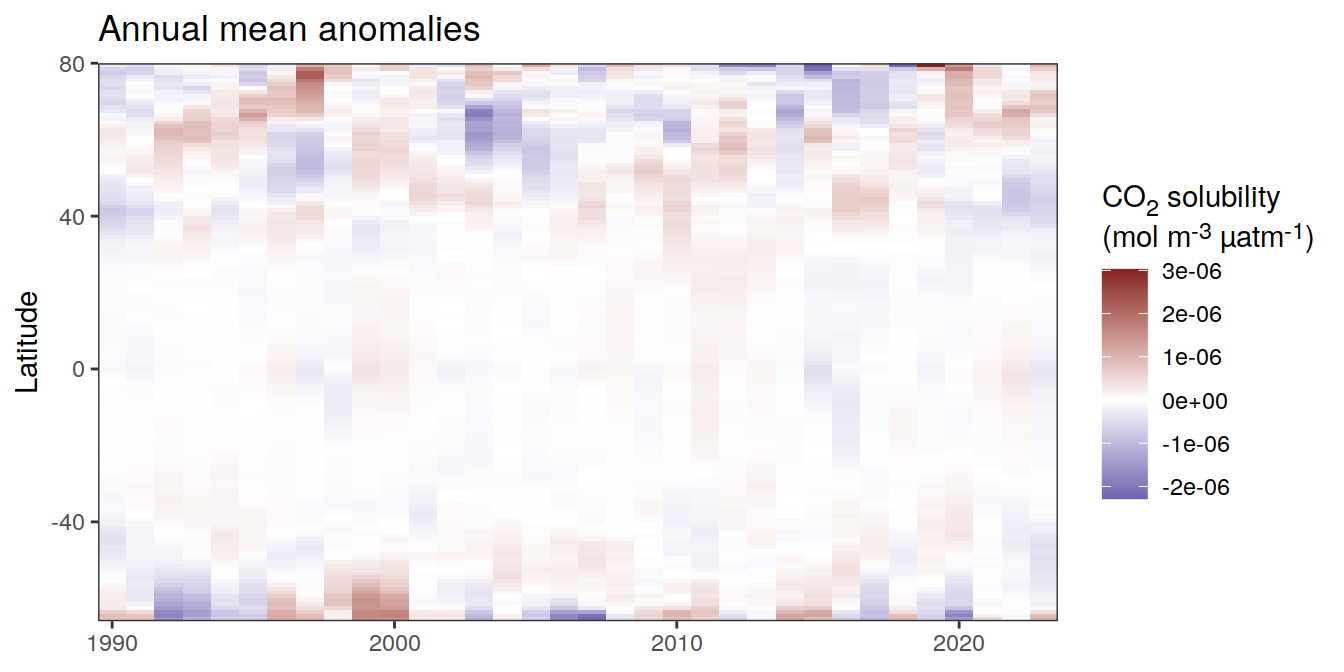 Annual mean anomalies
80
40
0
-40
Latitude
1990
2000
2010
2020
CO₂ solubility
(mol m⁻³ µatm⁻¹)
3e-06
2e-06
1e-06
0e+00
-1e-06
-2e-06